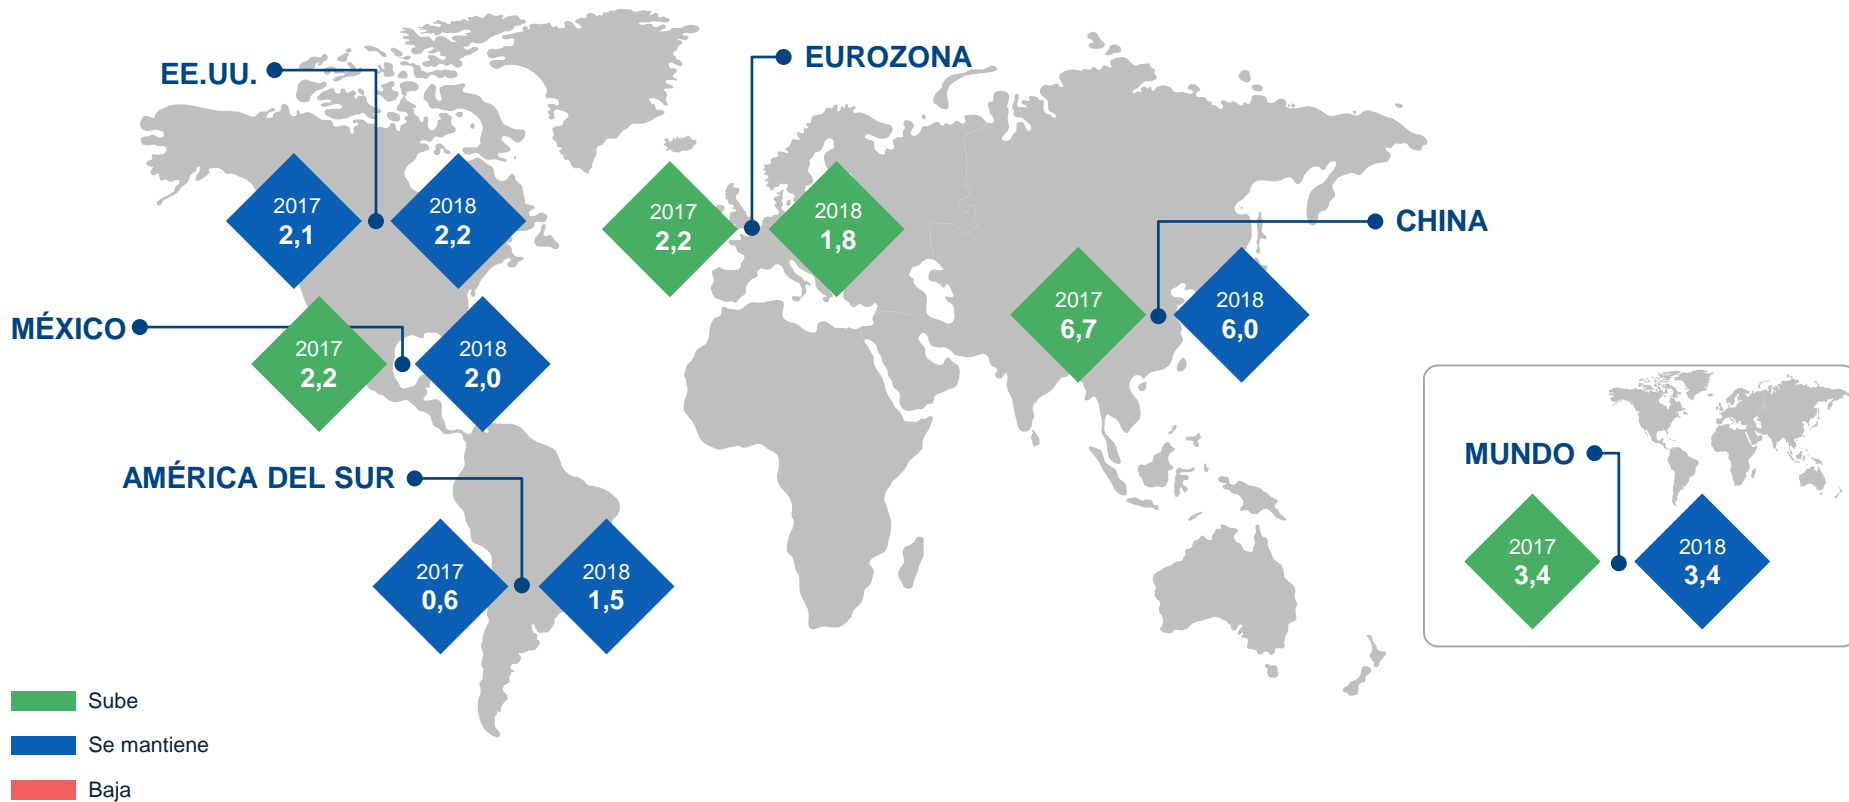 EE.UU.
2017
2,1
2018
2,2
EUROZONA
2017
2,2
2018
1,8
CHINA
2017
6,7
2018
6,0
MÉXICO
2017
2,2
2018
2,0
AMÉRICA DEL SUR
2017
0,6
2018
1,5
MUNDO
2017
3,4
2018
3,4
Sube
Se mantiene
Baja